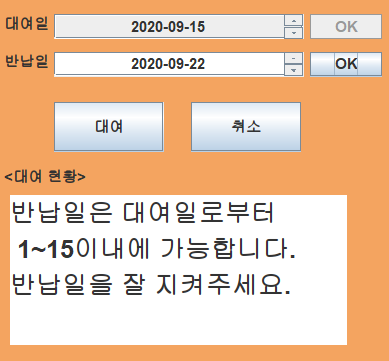 대여일 2020-09-15 OK
반납일 2020-09-22 OK
대여 취소
<대여 현황>
반납일은 대여일로부터
1~15이내에 가능합니다.
반납일을 잘 지켜주세요.